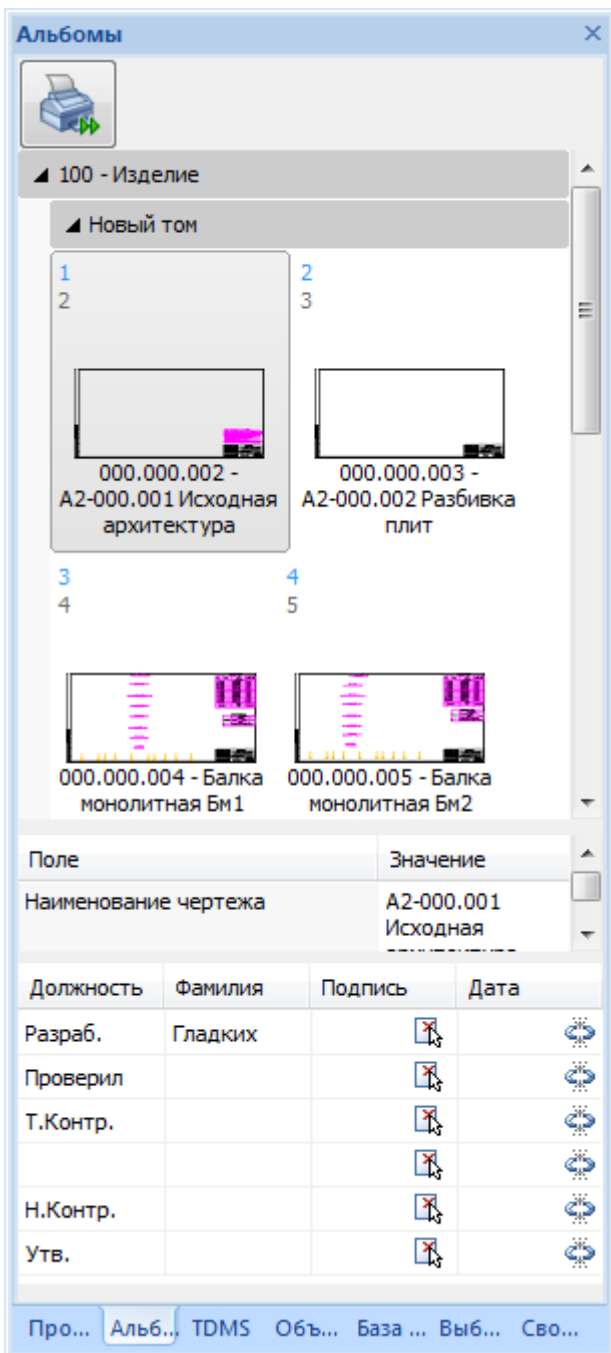 Альбомы
100 - Изделие
Новый том
1
2
2
3
000.000.002 -
А2-000.001 Исходная
архитектура
000.000.003 -
А2-000.002 Разбивка
плит
3
4
4
5
000.000.004 - Балка
монолитная Бм1
000.000.005 - Балка
монолитная Бм2
Поле Значение
Наименование чертежа А2-000.001
Исходная
Должность Фамилия Подпись Дата
Разраб. Гладких
Проверил
Т.Контр.
Н.Контр.
Утв.
Про... Альб... TDMS Объ... База ... Выб... Сво...